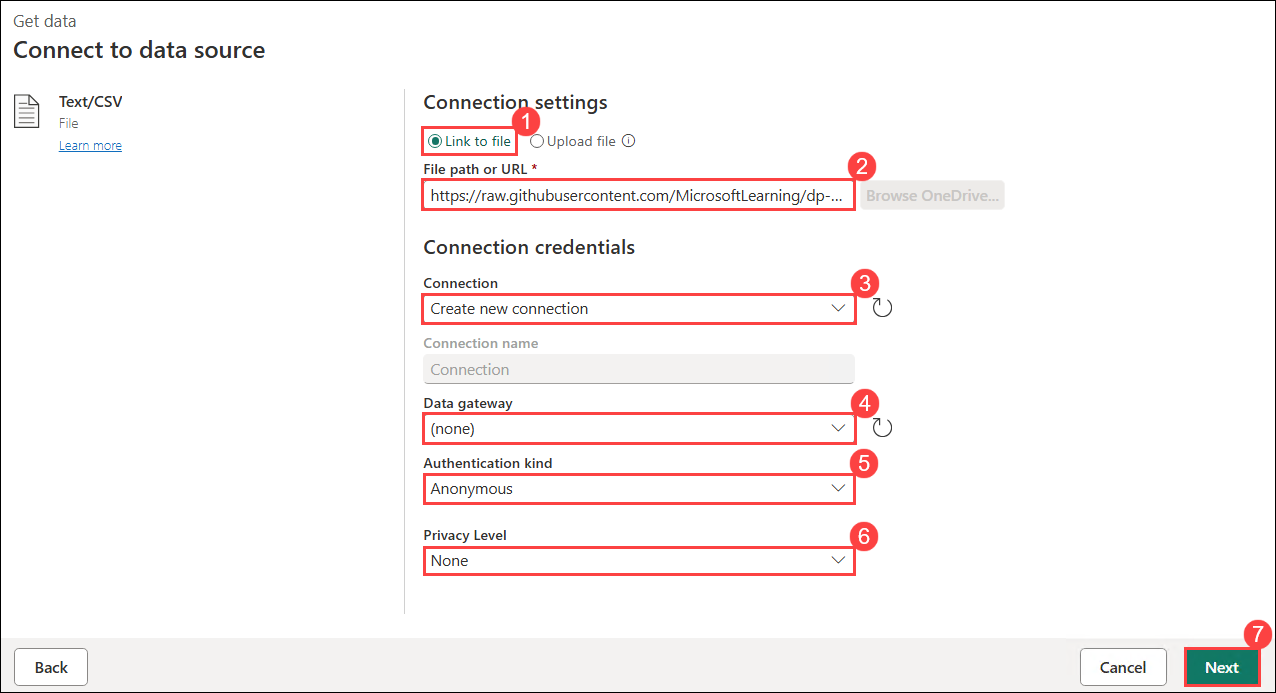 Get data
Connect to data source
Text/CSV
File
Learn more
Connection settings
1
Link to file
Upload file
File path or URL *
2
https://raw.githubusercontent.com/MicrosoftLearning/dp-...
Browse OneDrive...
Connection credentials
Connection
3
Create new connection
Connection name
Connection
Data gateway
4
(none)
Authentication kind
5
Anonymous
Privacy Level
6
None
7
Back
Cancel
Next